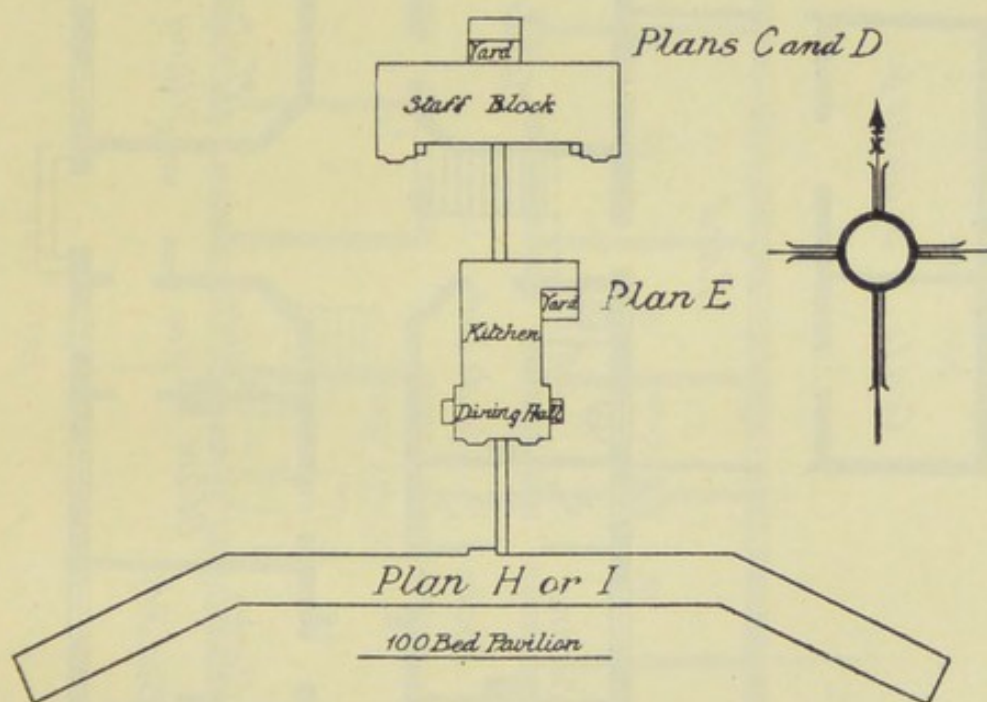 Yard
Plans C and D
Staff Block
Yard
Plan E
Kitchen
Dining Hall
Plan H or I
100 Bed Pavilion